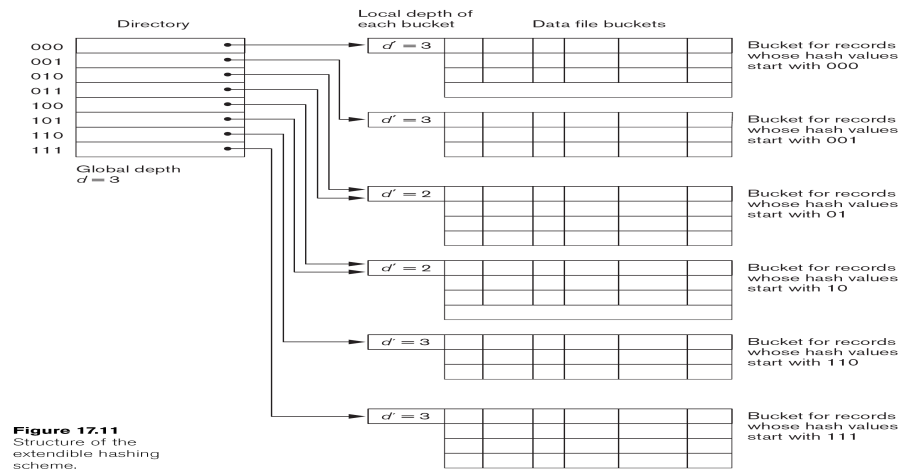 Directory
Local depth of
each bucket
Data file buckets
000
001
010
011
100
101
110
111
Global depth
d = 3
d′ = 3
Bucket for records
whose hash values
start with 000
d′ = 3
Bucket for records
whose hash values
start with 001
d′ = 2
Bucket for records
whose hash values
start with 01
d′ = 2
Bucket for records
whose hash values
start with 10
d′ = 3
Bucket for records
whose hash values
start with 110
d′ = 3
Bucket for records
whose hash values
start with 111
Figure 17.11
Structure of the
extendible hashing
scheme.